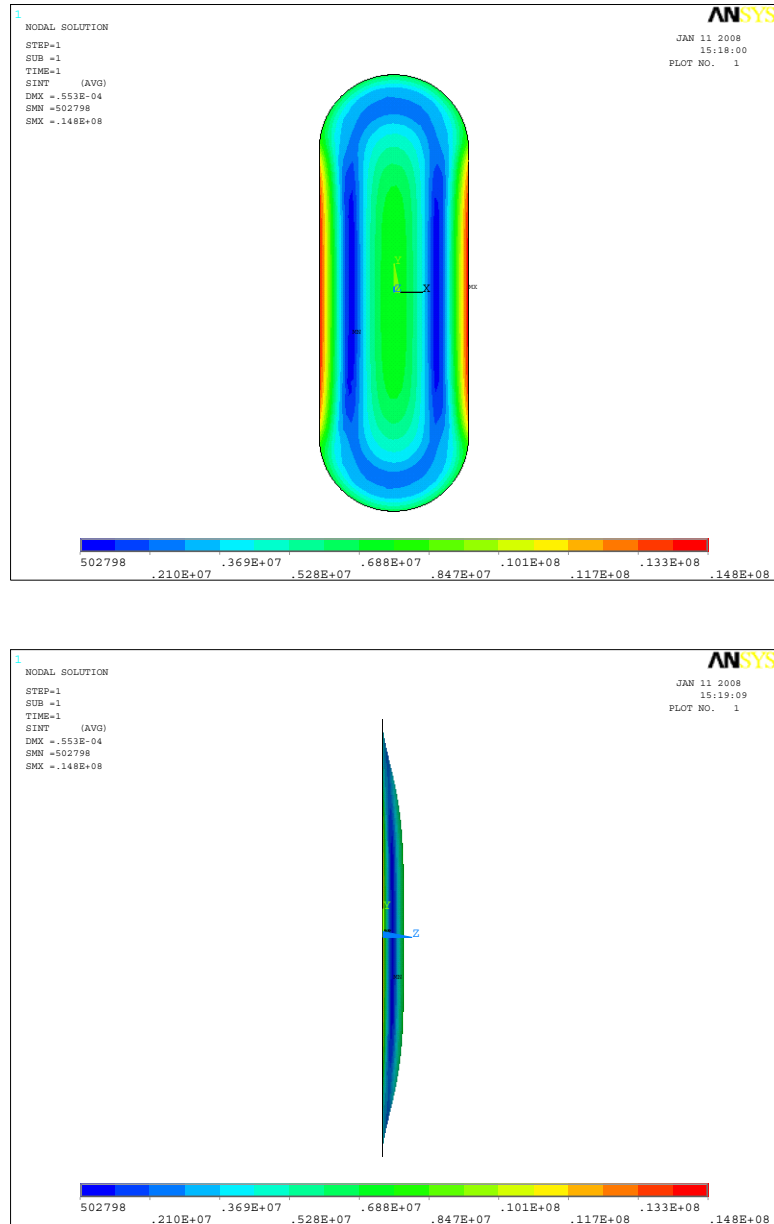 1
ANSYS
NODAL SOLUTION
JAN 11 2008
15:18:00
PLOT NO. 1
STEP=1
SUB =1
TIME=1
SINT (AVG)
DMX =.553E-04
SMN =502798
SMX =.148E+08
Y
Z X
MX
502798 .369E+07 .688E+07 .101E+08 .133E+08
.210E+07 .528E+07 .847E+07 .117E+08 .148E+08
1
ANSYS
NODAL SOLUTION
JAN 11 2008
15:19:09
PLOT NO. 1
STEP=1
SUB =1
TIME=1
SINT (AVG)
DMX =.553E-04
SMN =502798
SMX =.148E+08
Y
Z
502798 .369E+07 .688E+07 .101E+08 .133E+08
.210E+07 .528E+07 .847E+07 .117E+08 .148E+08